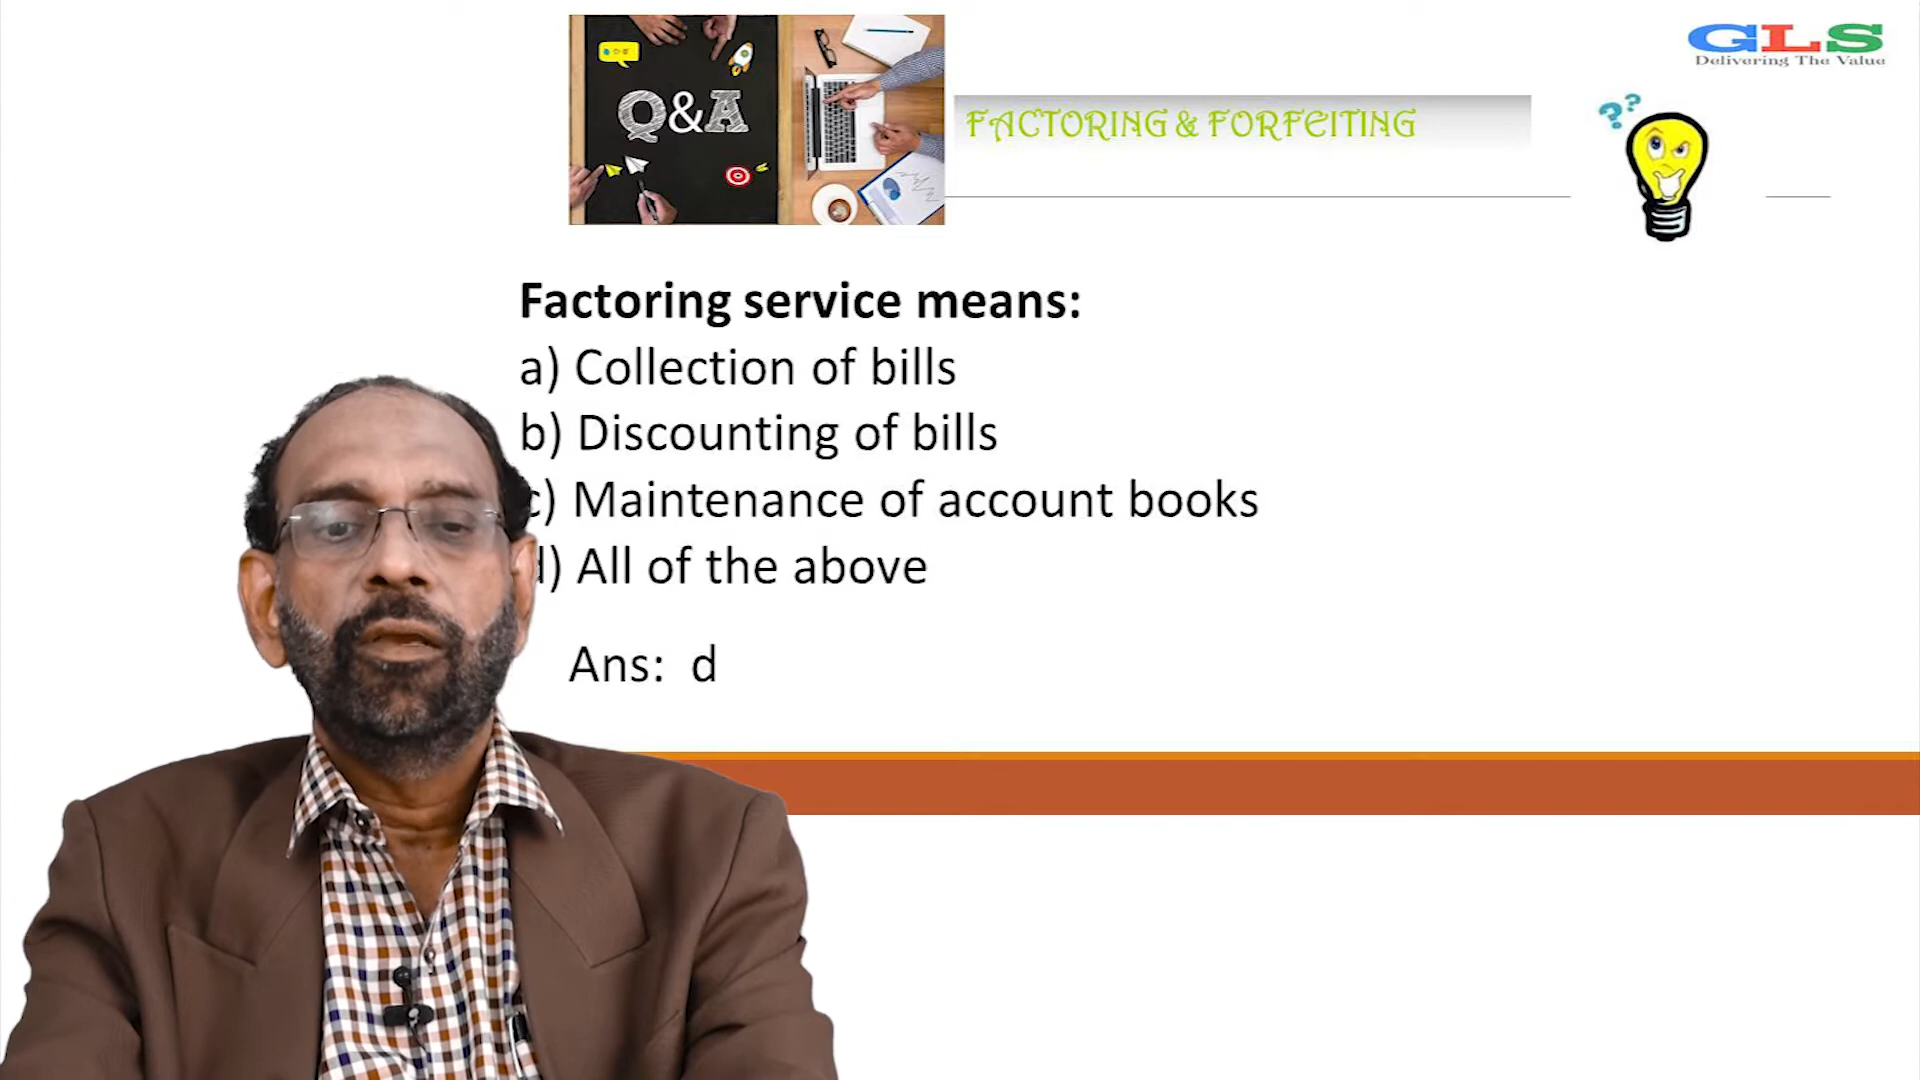 GLS
Delivering The Value
Q&A
FACTORING & FORFEITING
Factoring service means:
a) Collection of bills
b) Discounting of bills
c) Maintenance of account books
d) All of the above
Ans: d